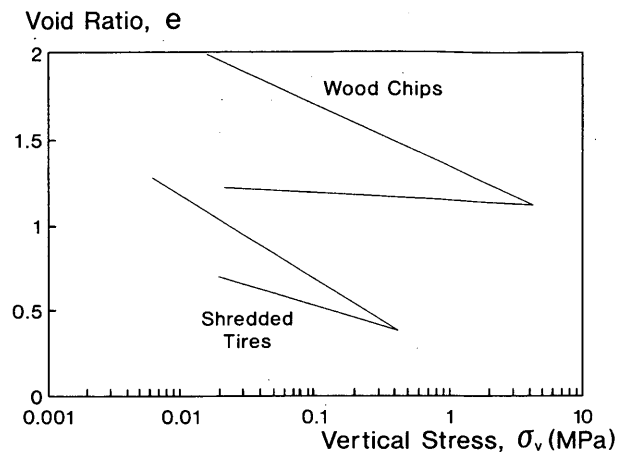 Void Ratio, e
2
Wood Chips
1.5
1
0.5
Shredded
Tires
0
0.001 0.01 0.1 1 10
Vertical Stress, σv (MPa)